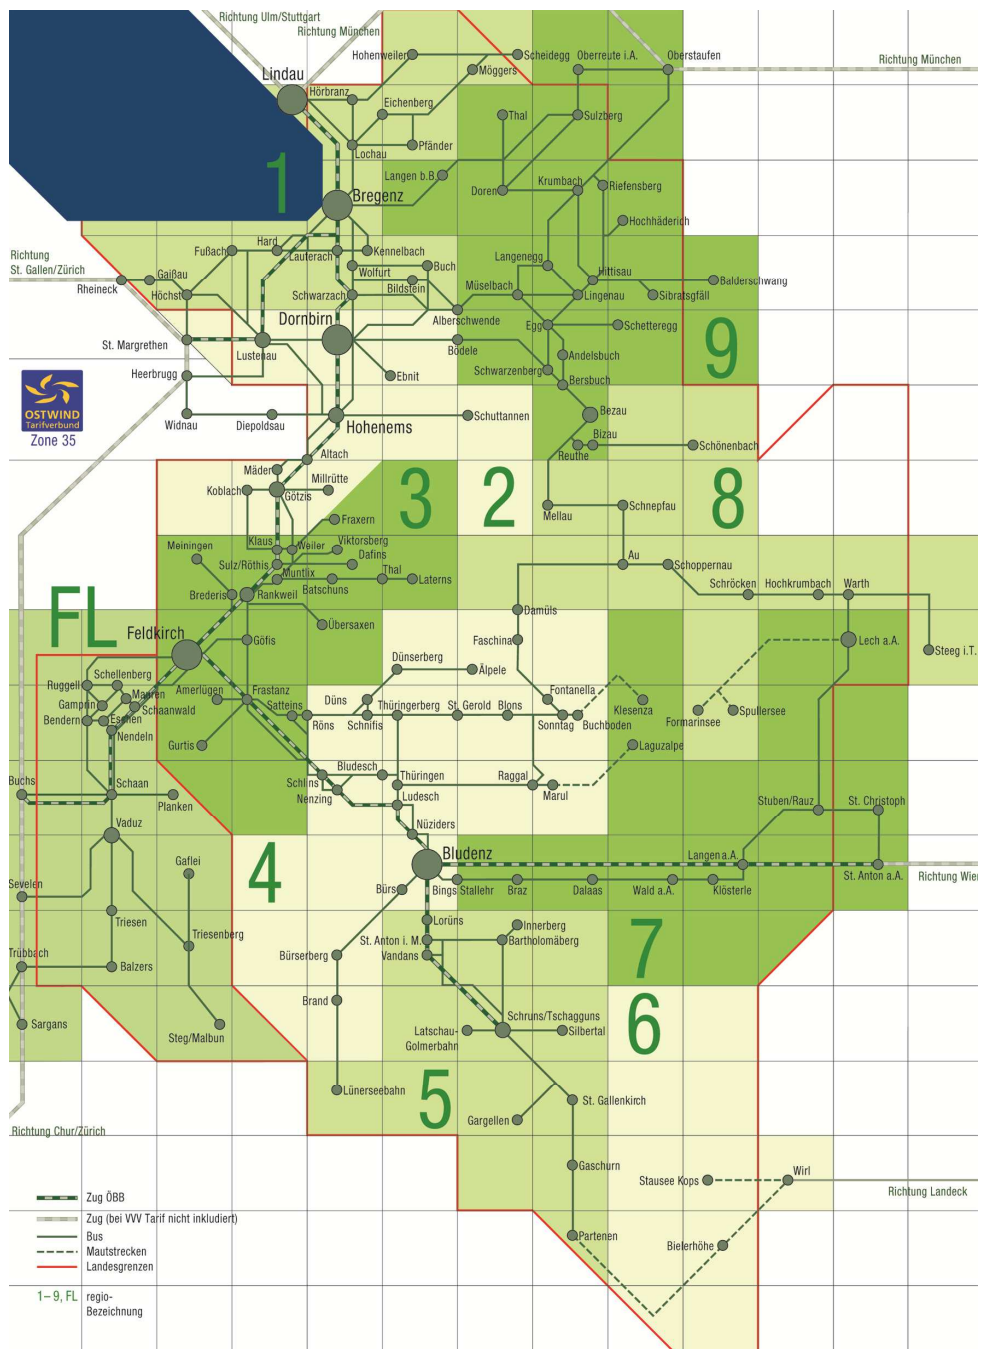 Richtung Ulm/Stuttgart
Richtung München
Hohenweiler
Scheidegg
Oberreute i.A.
Oberstaufen
Richtung München
Möggers
Lindau
Hörbranz
Eichenberg
Thal
Sulzberg
Pfänder
Lochau
1
Langen b.B.
Doren
Krumbach
Riefensberg
Bregenz
Hochhäderich
Richtung
St. Gallen/Zürich
Fußach
Hard
Lauterach
Kennelbach
Langenegg
Wolfurt
Buch
Gaißau
Bildstein
Müselbach
Hittisau
Balderschwang
Rheineck
Höchst
Schwarzach
Lingenau
Sibratsgfäll
Dornbirn
Alberschwende
Egg
Schetteregg
9
St. Margrethen
Lustenau
Bödele
Andelsbuch
Heerbrugg
Ebnit
Schwarzenberg
Bersbuch
OSTWIND
Tarifverbund
Zone 35
Widnau
Diepoldsau
Hohenems
Schuttannen
Bezau
Bizau
Reuthe
Schönenbach
Altach
Mäder
Millrütte
3
2
8
Koblach
Götzis
Mellau
Schnepfau
Fraxern
Klaus
Weiler
Viktorsberg
Meiningen
Dafins
Au
Schoppernau
Sulz/Röthis
Muntlix
Thal
Laterns
Batschuns
Schröcken
Hochkrumbach
Warth
FL
Brederis
Rankweil
Damüls
Übersaxen
Feldkirch
Göfis
Faschina
Lech a.A.
Steeg i.T.
Dünserberg
Älpele
Schellenberg
Ruggell
Mauren
Amerlügen
Frastanz
Düns
Fontanella
Gamprin
Schaanwald
Satteins
Thüringerberg
St. Gerold
Blons
Klesenza
Bendern
Eschen
Röns
Schnifis
Sonntag
Buchboden
Formarinsee
Spullersee
Nendeln
Gurtis
Laguzalpe
Buchs
Schaan
Bludesch
Thüringen
Raggal
Schlins
Nenzing
Marul
Planken
Ludesch
Stuben/Rauz
St. Christoph
Vaduz
Nüziders
Gaflei
4
Bludenz
Langen a.A.
St. Anton a.A.
Richtung Wien
Sevelen
Bürs
Bings
Stallehr
Braz
Dalaas
Wald a.A.
Klösterle
Triesen
Triesenberg
Lorüns
Innerberg
7
St. Anton i. M.
Bartholomäberg
Trübbach
Balzers
Bürserberg
Vandans
Brand
6
Sargans
Steg/Malbun
Latschau-
Golmerbahn
Schruns/Tschagguns
Silbertal
5
Lünerseebahn
St. Gallenkirch
Gargellen
Richtung Chur/Zürich
Gaschurn
Stausee Kops
Wirl
Richtung Landeck
Zug ÖBB
Zug (bei VVV Tarif nicht inkludiert)
Bus
Mautstrecken
Landesgrenzen
Partenen
Bielerhöhe
1–9, FL
regio-
Bezeichnung